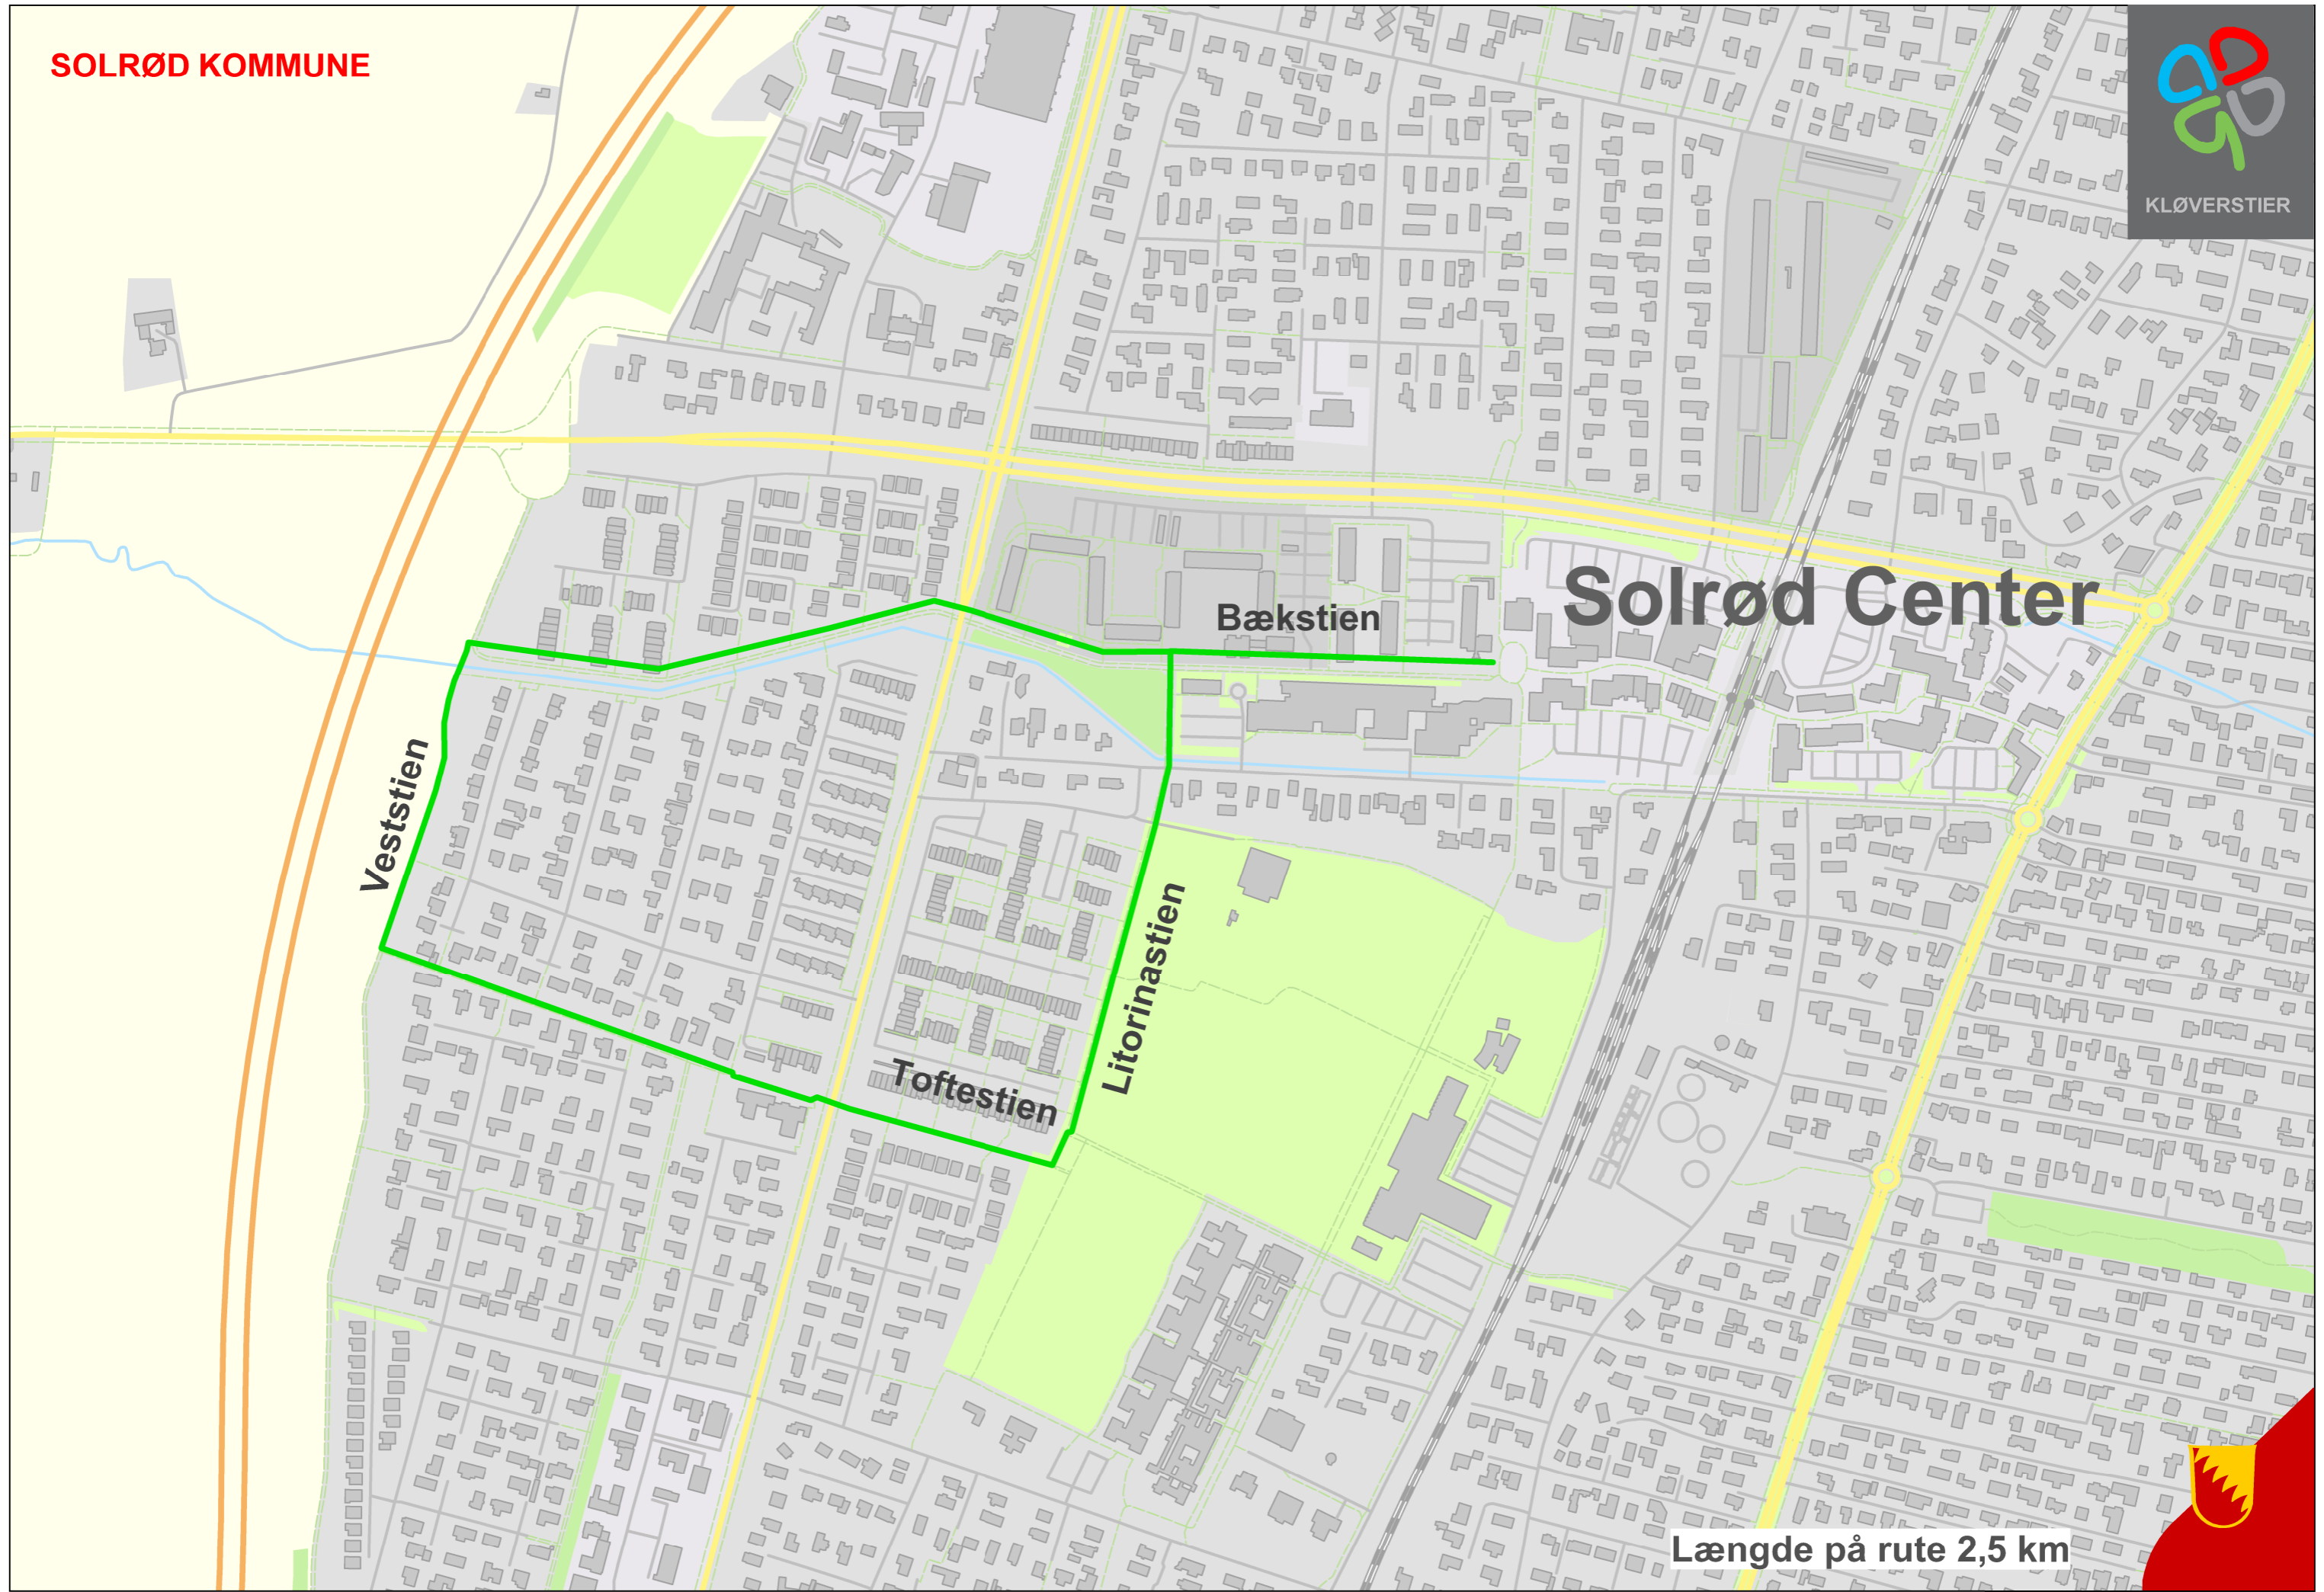 SOLRØD KOMMUNE
KLØVERSTIER
Solrød Center
Bækstien
Veststien
Litorinastien
Toftestien
Længde på rute 2,5 km